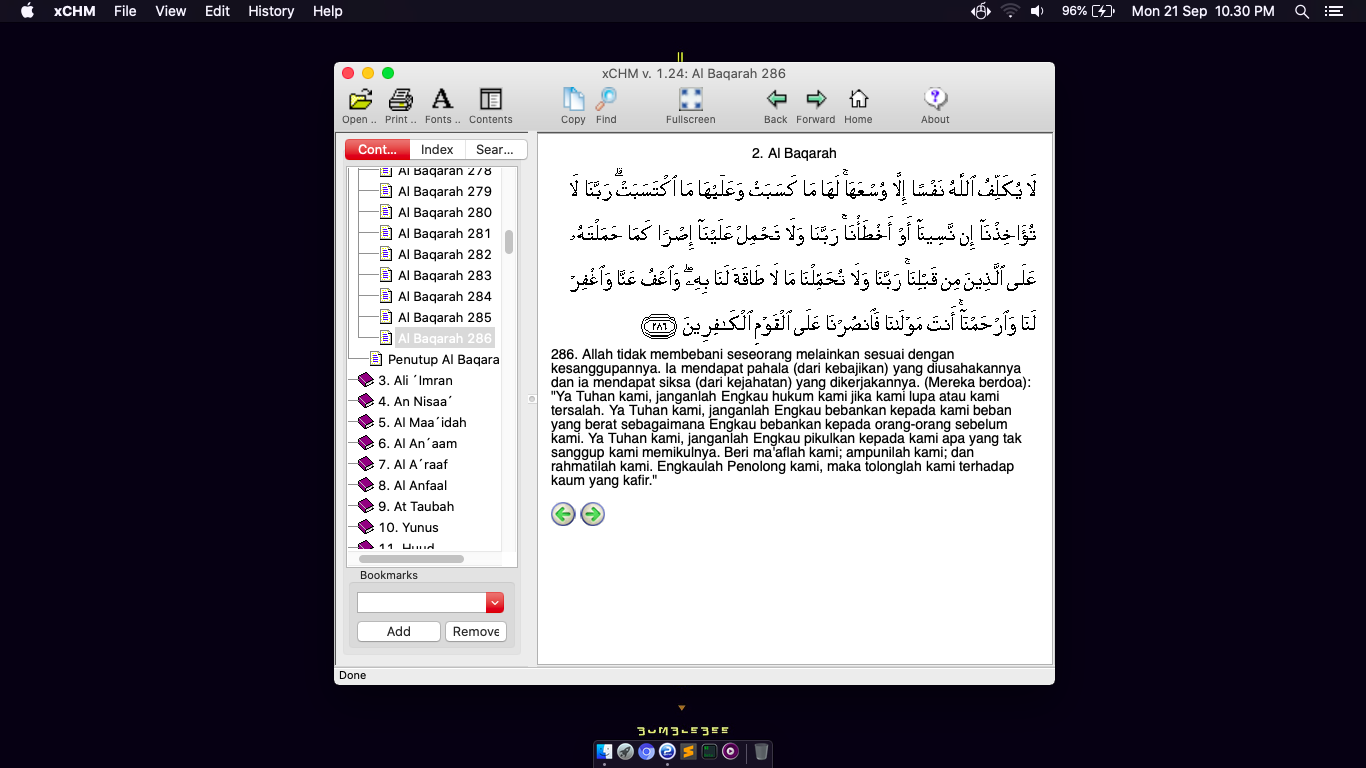 xCHM File View Edit History Help 96% Mon 21 Sep 10.30 PM
xCHM v. 1.24: Al Baqarah 286
Open .. Print .. Fonts .. Contents Copy Find Fullscreen Back Forward Home About
Cont... Index Sear...
Al Baqarah 278
Al Baqarah 279
Al Baqarah 280
Al Baqarah 281
Al Baqarah 282
Al Baqarah 283
Al Baqarah 284
Al Baqarah 285
Al Baqarah 286
Penutup Al Baqara
3. Ali ´Imran
4. An Nisaa´
5. Al Maa´idah
6. Al An´aam
7. Al A´raaf
8. Al Anfaal
9. At Taubah
10. Yunus
11. Huud
Bookmarks
Add Remove
2. Al Baqarah
لَا يُكَلِّفُ ٱللَّهُ نَفْسًا إِلَّا وُسْعَهَا ۚ لَهَا مَا كَسَبَتْ وَعَلَيْهَا مَا ٱكْتَسَبَتْ ۗ رَبَّنَا لَا
تُؤَاخِذْنَآ إِن نَّسِينَآ أَوْ أَخْطَأْنَا ۚ رَبَّنَا وَلَا تَحْمِلْ عَلَيْنَآ إِصْرًا كَمَا حَمَلْتَهُۥ
عَلَى ٱلَّذِينَ مِن قَبْلِنَا ۚ رَبَّنَا وَلَا تُحَمِّلْنَا مَا لَا طَاقَةَ لَنَا بِهِۦ ۖ وَٱعْفُ عَنَّا وَٱغْفِرْ
لَنَا وَٱرْحَمْنَآ ۚ أَنتَ مَوْلَىٰنَا فَٱنصُرْنَا عَلَى ٱلْقَوْمِ ٱلْكَـٰفِرِينَ ٢٨٦
286. Allah tidak membebani seseorang melainkan sesuai dengan
kesanggupannya. Ia mendapat pahala (dari kebajikan) yang diusahakannya
dan ia mendapat siksa (dari kejahatan) yang dikerjakannya. (Mereka berdoa):
"Ya Tuhan kami, janganlah Engkau hukum kami jika kami lupa atau kami
tersalah. Ya Tuhan kami, janganlah Engkau bebankan kepada kami beban
yang berat sebagaimana Engkau bebankan kepada orang-orang sebelum
kami. Ya Tuhan kami, janganlah Engkau pikulkan kepada kami apa yang tak
sanggup kami memikulnya. Beri ma'aflah kami; ampunilah kami; dan
rahmatilah kami. Engkaulah Penolong kami, maka tolonglah kami terhadap
kaum yang kafir."
Done
BUMBLEBEE